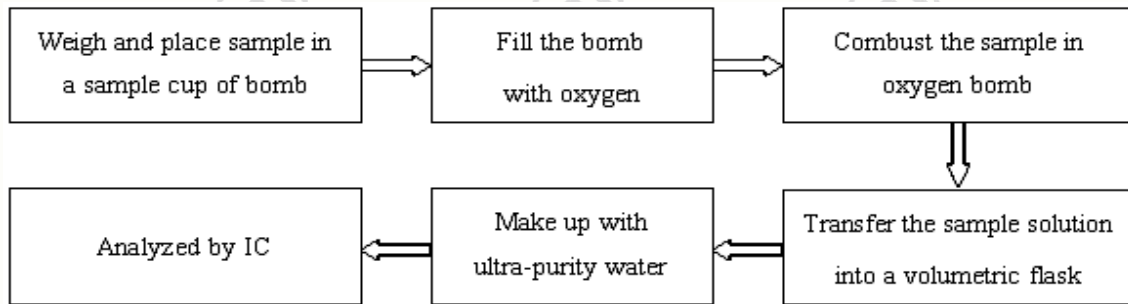 Weigh and place sample in
a sample cup of bomb
Fill the bomb
with oxygen
Combust the sample in
oxygen bomb
Transfer the sample solution
into a volumetric flask
Make up with
ultra-purity water
Analyzed by IC